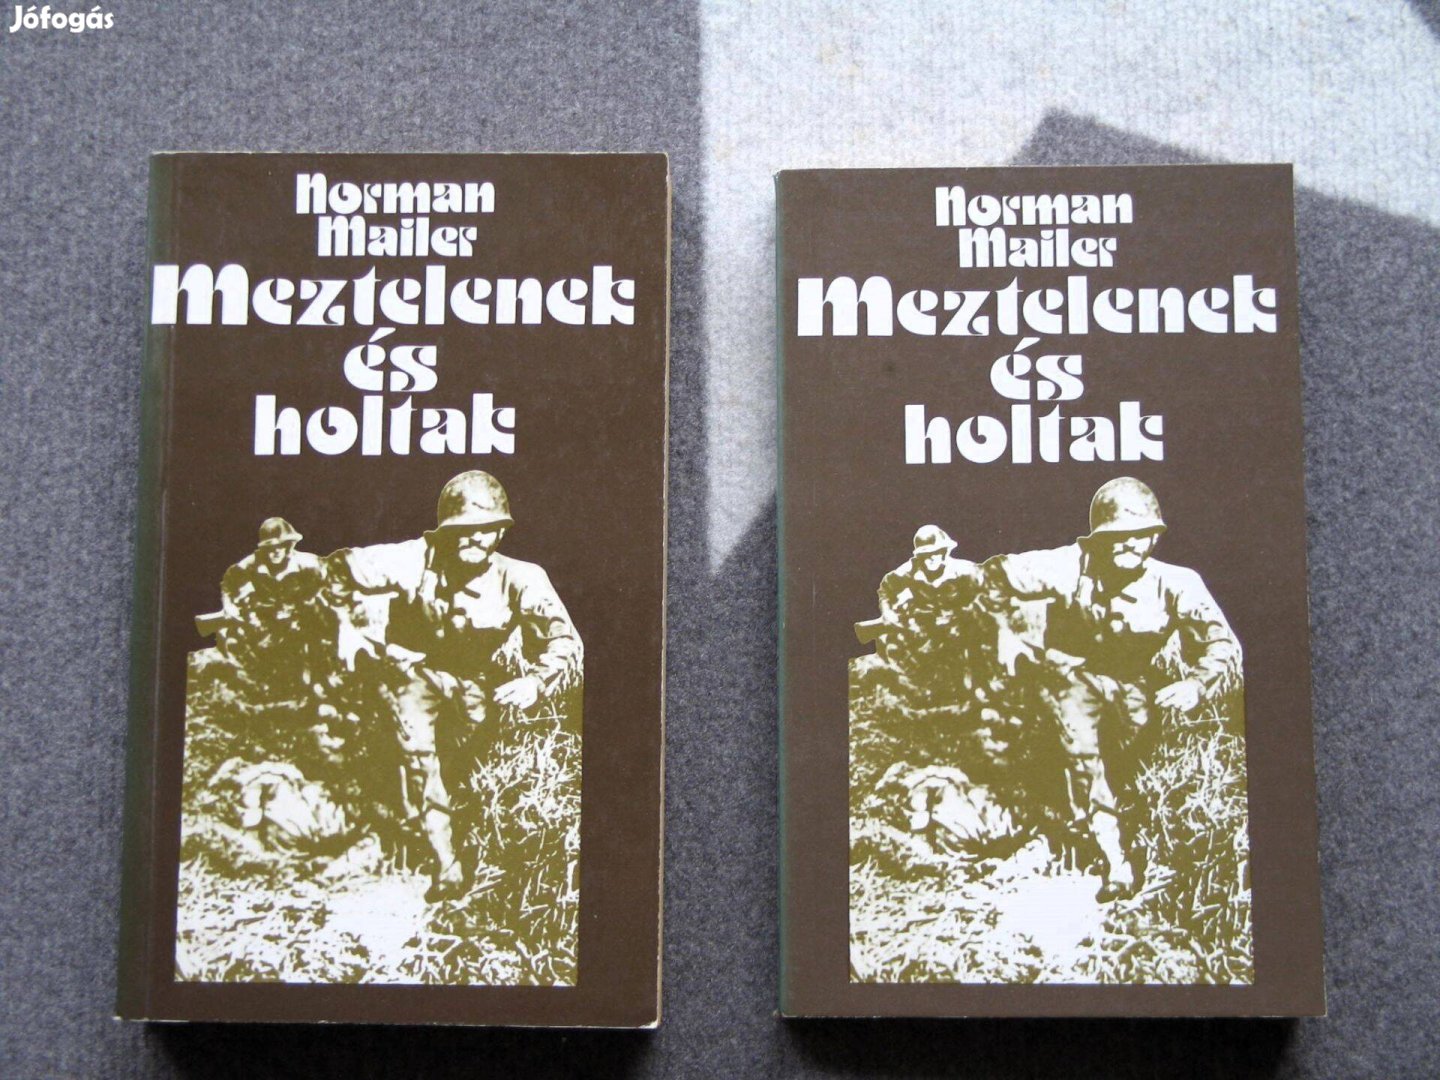 Jófogás
Norman
Mailer
Meztelenek
és
holtak
Norman
Mailer
Meztelenek
és
holtak